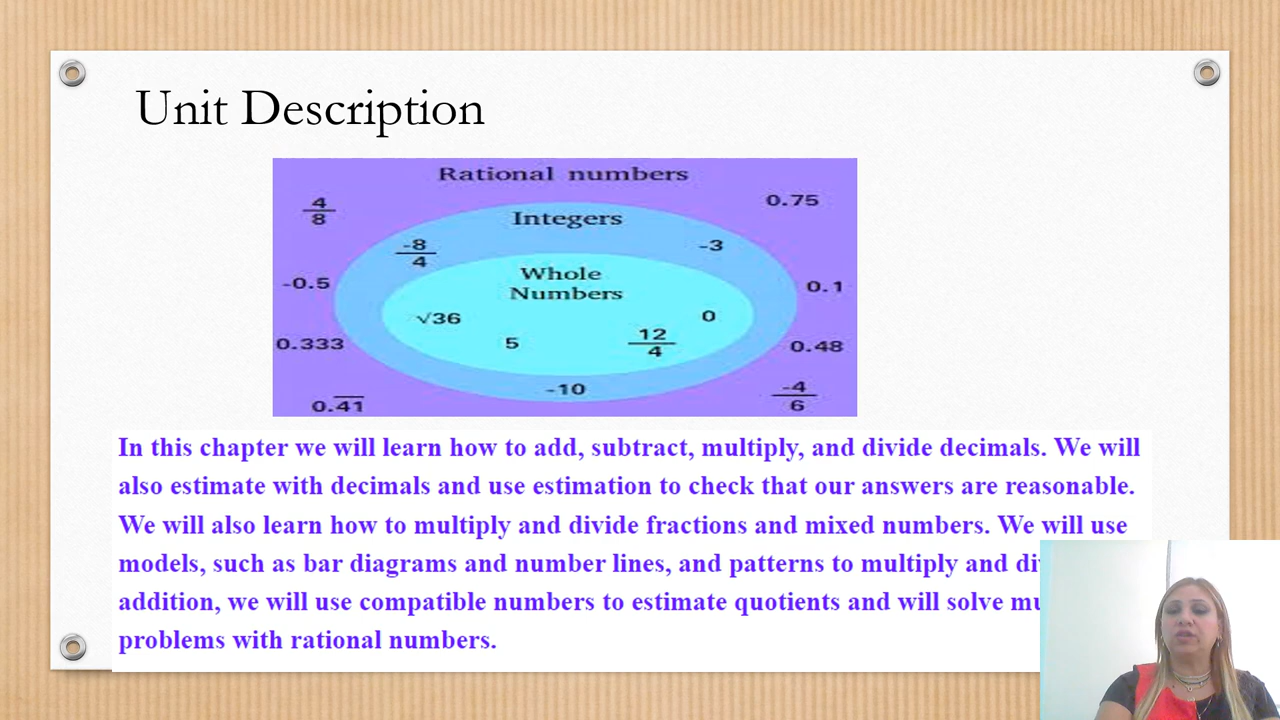 Unit Description
Rational numbers
4/8
0.75
Integers
-8/4
-3
Whole
Numbers
-0.5
0.1
√36
0
5
12/4
0.333
0.48
-10
-4/6
0.4̅1̅
In this chapter we will learn how to add, subtract, multiply, and divide decimals. We will
also estimate with decimals and use estimation to check that our answers are reasonable.
We will also learn how to multiply and divide fractions and mixed numbers. We will use
models, such as bar diagrams and number lines, and patterns to multiply and
addition, we will use compatible numbers to estimate quotients and will solve
problems with rational numbers.